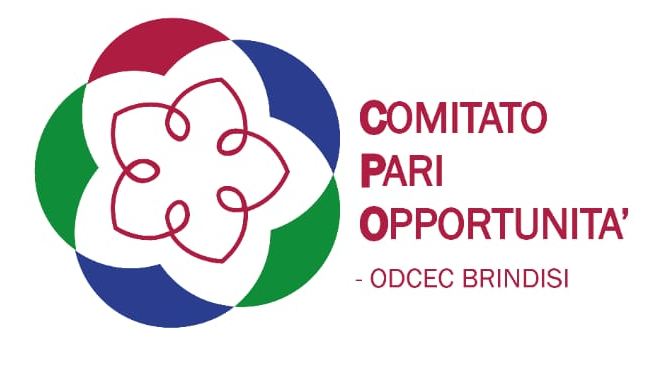 COMITATO
PARI
OPPORTUNITA'
- ODCEC BRINDISI